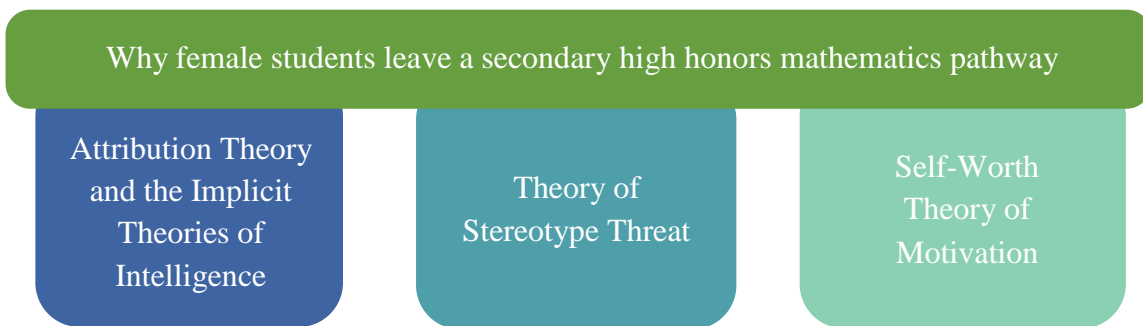 Why female students leave a secondary high honors mathematics pathway
Attribution Theory
and the Implicit
Theories of
Intelligence
Theory of
Stereotype Threat
Self-Worth
Theory of
Motivation